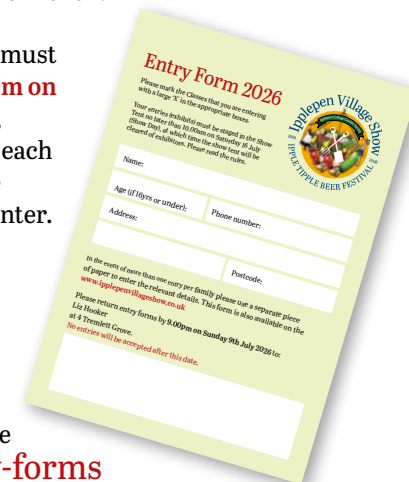 must
m on
each
nter.
Entry Form 2026
Please mark the Classes that you are entering
with a large 'X' in the appropriate boxes.
Your entries (exhibits) must be staged in the Show
Tent no later than 10.00am on Saturday 16 July
(Show Day), at which time the show tent will be
cleared of exhibitors. Please read the rules.
Ipplepen Village Show
IPPLE TIPPLE BEER FESTIVAL
Name:
Age (if 16yrs or under):
Phone number:
Address:
Postcode:
In the event of more than one entry per family please use a separate piece
of paper to enter the relevant details. This form is also available on the
www.ipplepenvillageshow.co.uk
Please return entry forms by 9.00pm on Sunday 9th July 2026 to:
Liz Hooker
at 4 Tremlett Grove.
No entries will be accepted after this date.
e
-forms